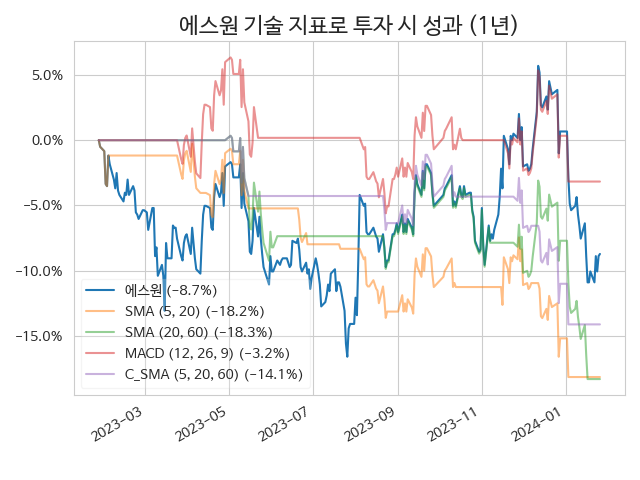 에스원 기술 지표로 투자 시 성과 (1년)
5.0%
0.0%
−5.0%
−10.0%
−15.0%
에스원 (−8.7%)
SMA (5, 20) (−18.2%)
SMA (20, 60) (−18.3%)
MACD (12, 26, 9) (−3.2%)
C_SMA (5, 20, 60) (−14.1%)
2023−03
2023−05
2023−07
2023−09
2023−11
2024−01